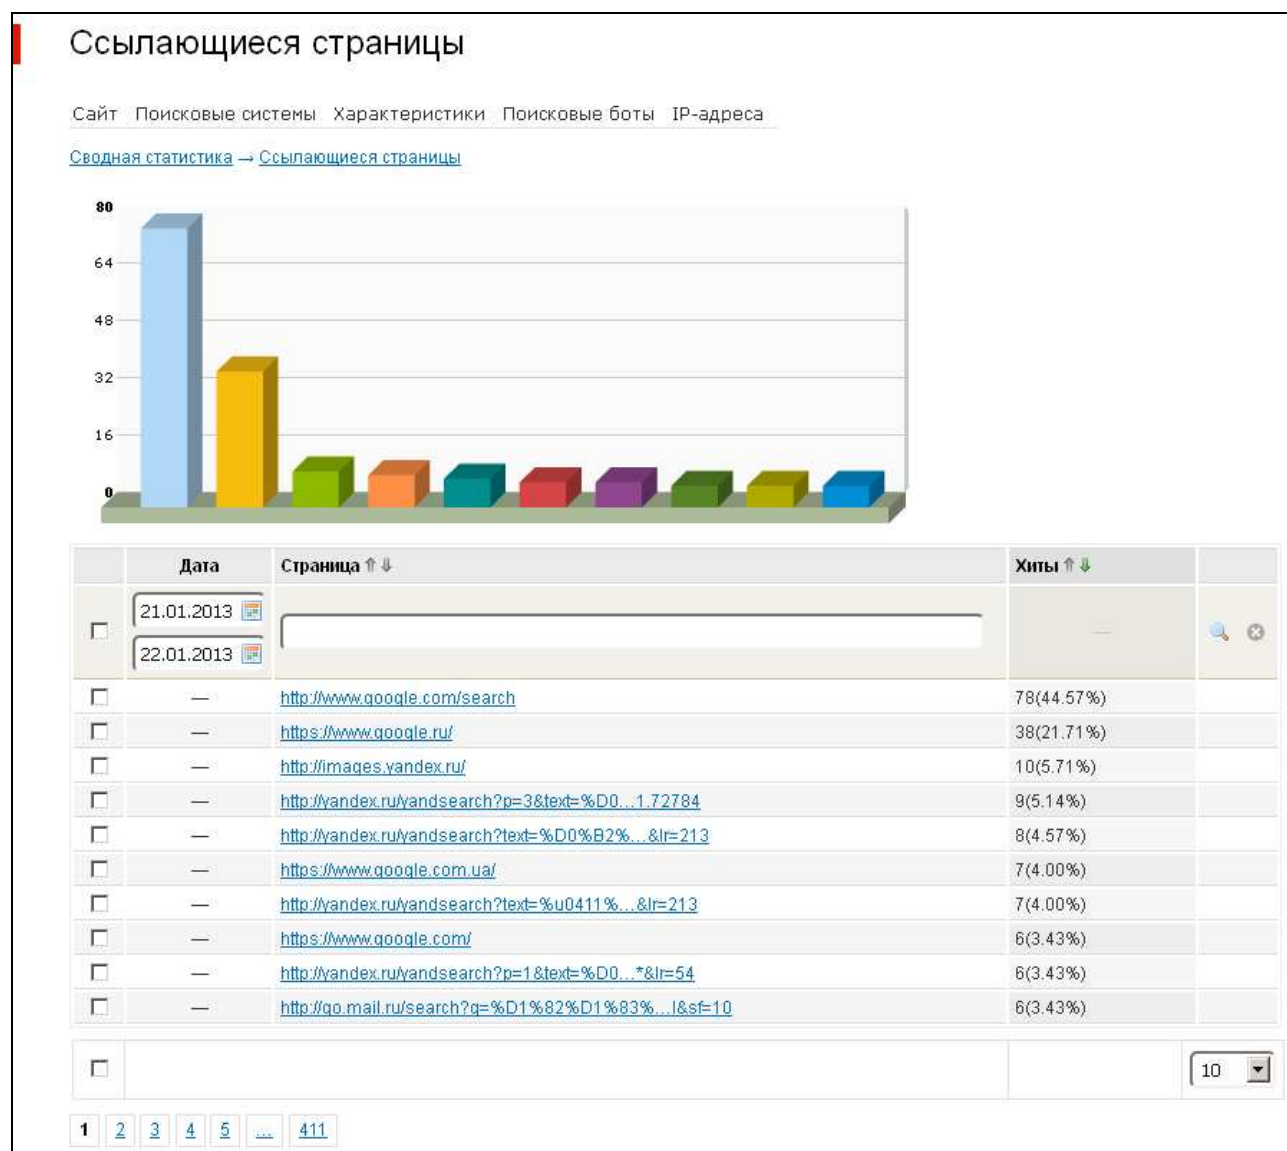 Ссылающиеся страницы
Сайт Поисковые системы Характеристики Поисковые боты IP-адреса
Сводная статистика → Ссылающиеся страницы
80
64
48
32
16
0
Дата Страница ⇑ ⇓ Хиты ⇑ ⇓
21.01.2013
22.01.2013
—
— http://www.google.com/search 78(44.57%)
— https://www.google.ru/ 38(21.71%)
— http://images.yandex.ru/ 10(5.71%)
— http://yandex.ru/yandsearch?p=3&text=%D0...1.72784 9(5.14%)
— http://yandex.ru/yandsearch?text=%D0%B2%...&lr=213 8(4.57%)
— https://www.google.com.ua/ 7(4.00%)
— http://yandex.ru/yandsearch?text=%u0411%...&lr=213 7(4.00%)
— https://www.google.com/ 6(3.43%)
— http://yandex.ru/yandsearch?p=1&text=%D0...*&lr=54 6(3.43%)
— http://go.mail.ru/search?q=%D1%82%D1%83%...l&sf=10 6(3.43%)
10
1 2 3 4 5 ... 411